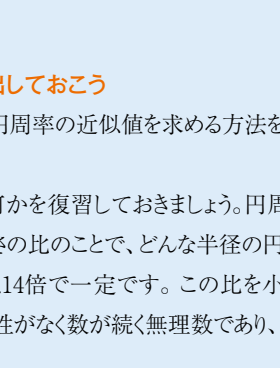 出しておこう
円周率の近似値を求める方法を
何かを復習しておきましょう。円周
さの比のことで、どんな半径の円
.14倍で一定です。この比を小
性がなく数が続く無理数であり、